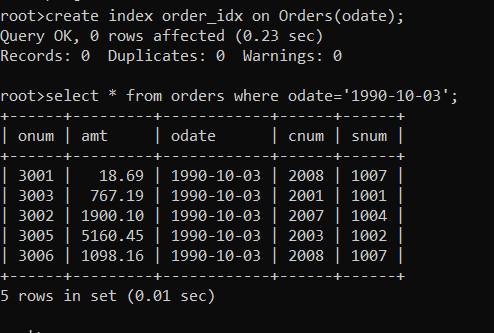 root>create index order_idx on Orders(odate);
Query OK, 0 rows affected (0.23 sec)
Records: 0  Duplicates: 0  Warnings: 0
root>select * from orders where odate='1990-10-03';
+------+---------+------------+------+------+
| onum | amt     | odate      | cnum | snum |
+------+---------+------------+------+------+
| 3001 |   18.69 | 1990-10-03 | 2008 | 1007 |
| 3003 |  767.19 | 1990-10-03 | 2001 | 1001 |
| 3002 | 1900.10 | 1990-10-03 | 2007 | 1004 |
| 3005 | 5160.45 | 1990-10-03 | 2003 | 1002 |
| 3006 | 1098.16 | 1990-10-03 | 2008 | 1007 |
+------+---------+------------+------+------+
5 rows in set (0.01 sec)